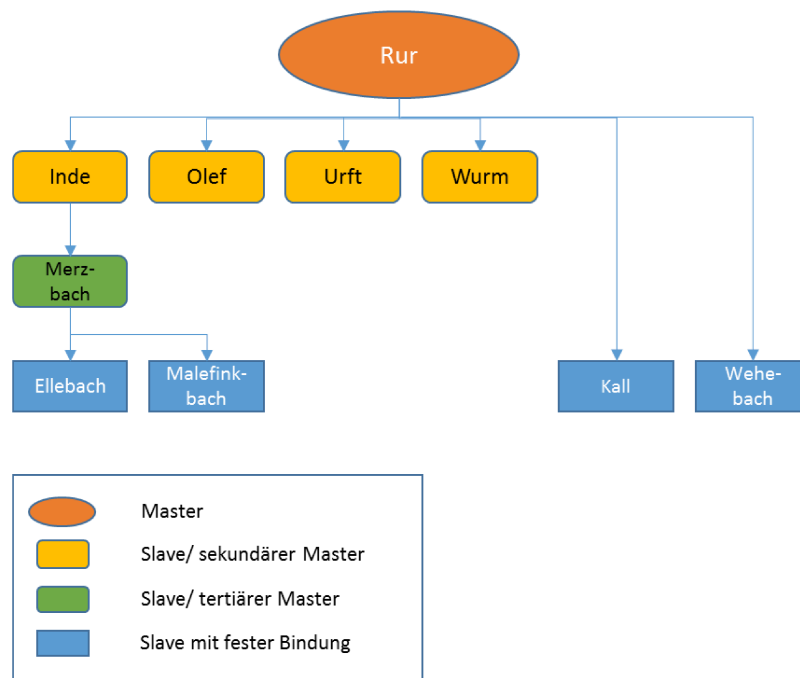 Rur
Inde
Olef
Urft
Wurm
Merz-
bach
Ellebach
Malefink-
bach
Kall
Wehe-
bach
Master
Slave/ sekundärer Master
Slave/ tertiärer Master
Slave mit fester Bindung